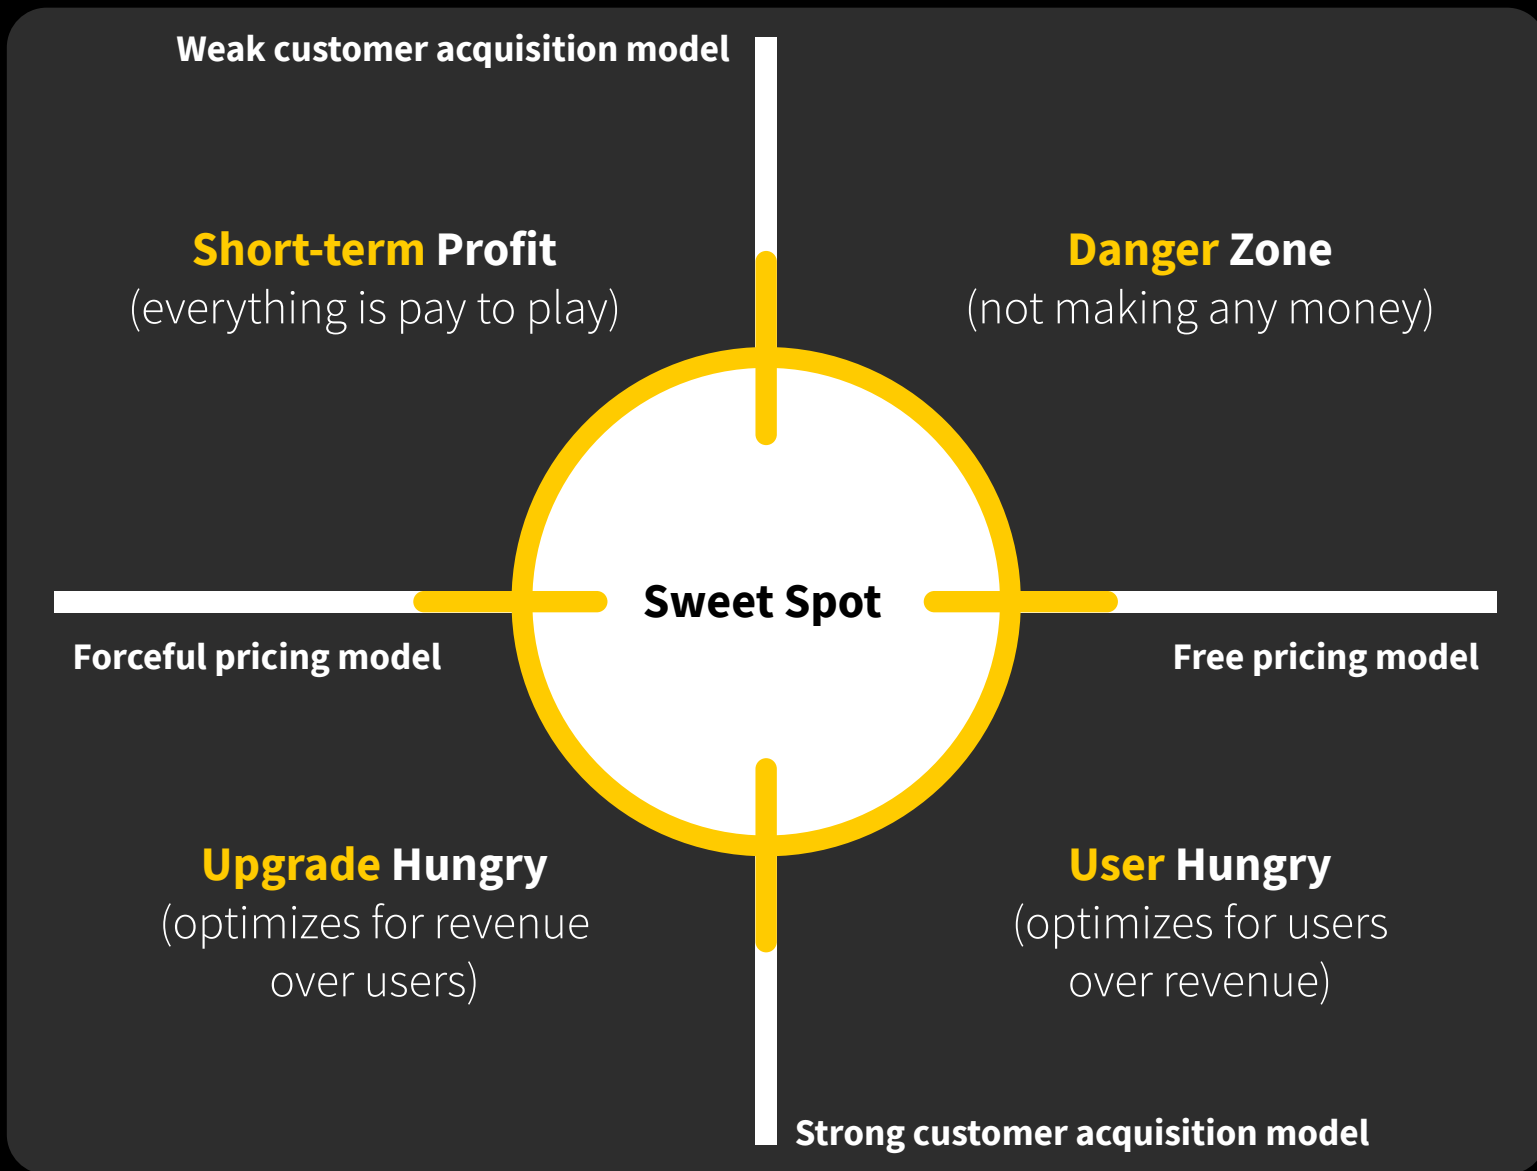 Weak customer acquisition model
Short-term Profit
(everything is pay to play)
Danger Zone
(not making any money)
Sweet Spot
Forceful pricing model
Free pricing model
Upgrade Hungry
(optimizes for revenue
over users)
User Hungry
(optimizes for users
over revenue)
Strong customer acquisition model